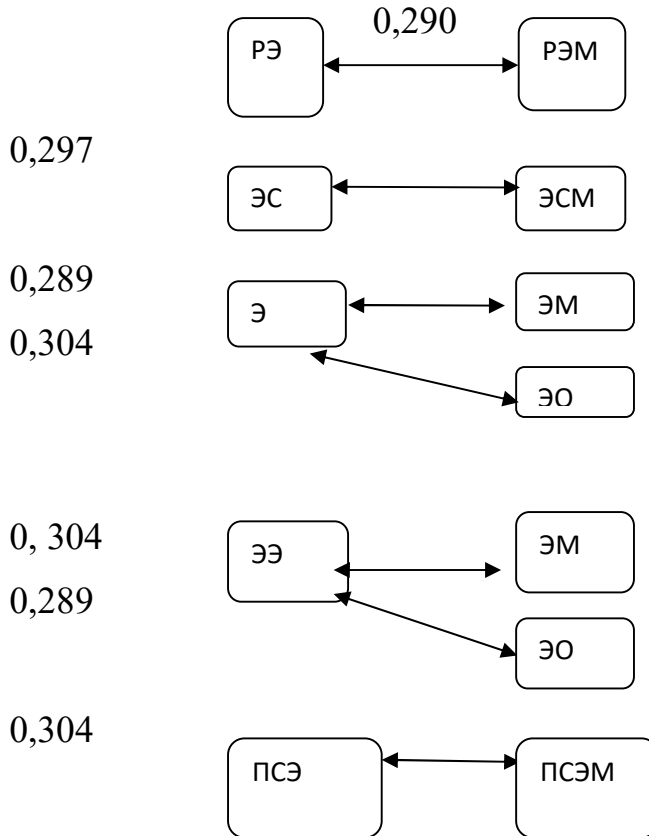 0,290
РЭ РЭМ
0,297
ЭС ЭСМ
0,289
Э ЭМ
0,304
ЭО
0, 304
ЭЭ ЭМ
0,289
ЭО
0,304
ПСЭ ПСЭМ